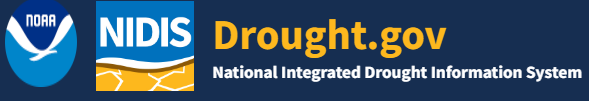 NOAA
NIDIS
Drought.gov
National Integrated Drought Information System